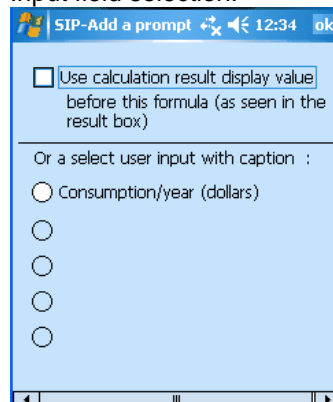 Input field selection.
SIP-Add a prompt 12:34 ok
Use calculation result display value
before this formula (as seen in the
result box)
Or a select user input with caption :
Consumption/year (dollars)